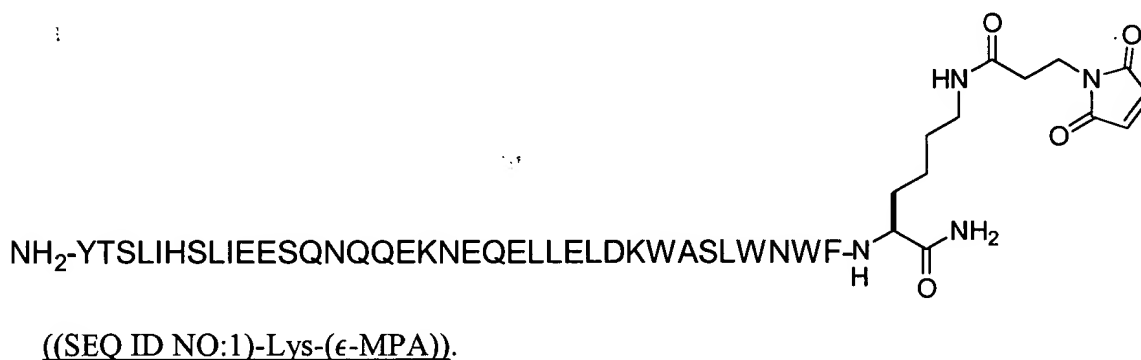 O
HN
N
O
O
NH₂-YTSLIHSLIEESQNQQEKNEQELLELDKWASLWNWF-N
H
NH₂
O
((SEQ ID NO:1)-Lys-(ϵ-MPA)).